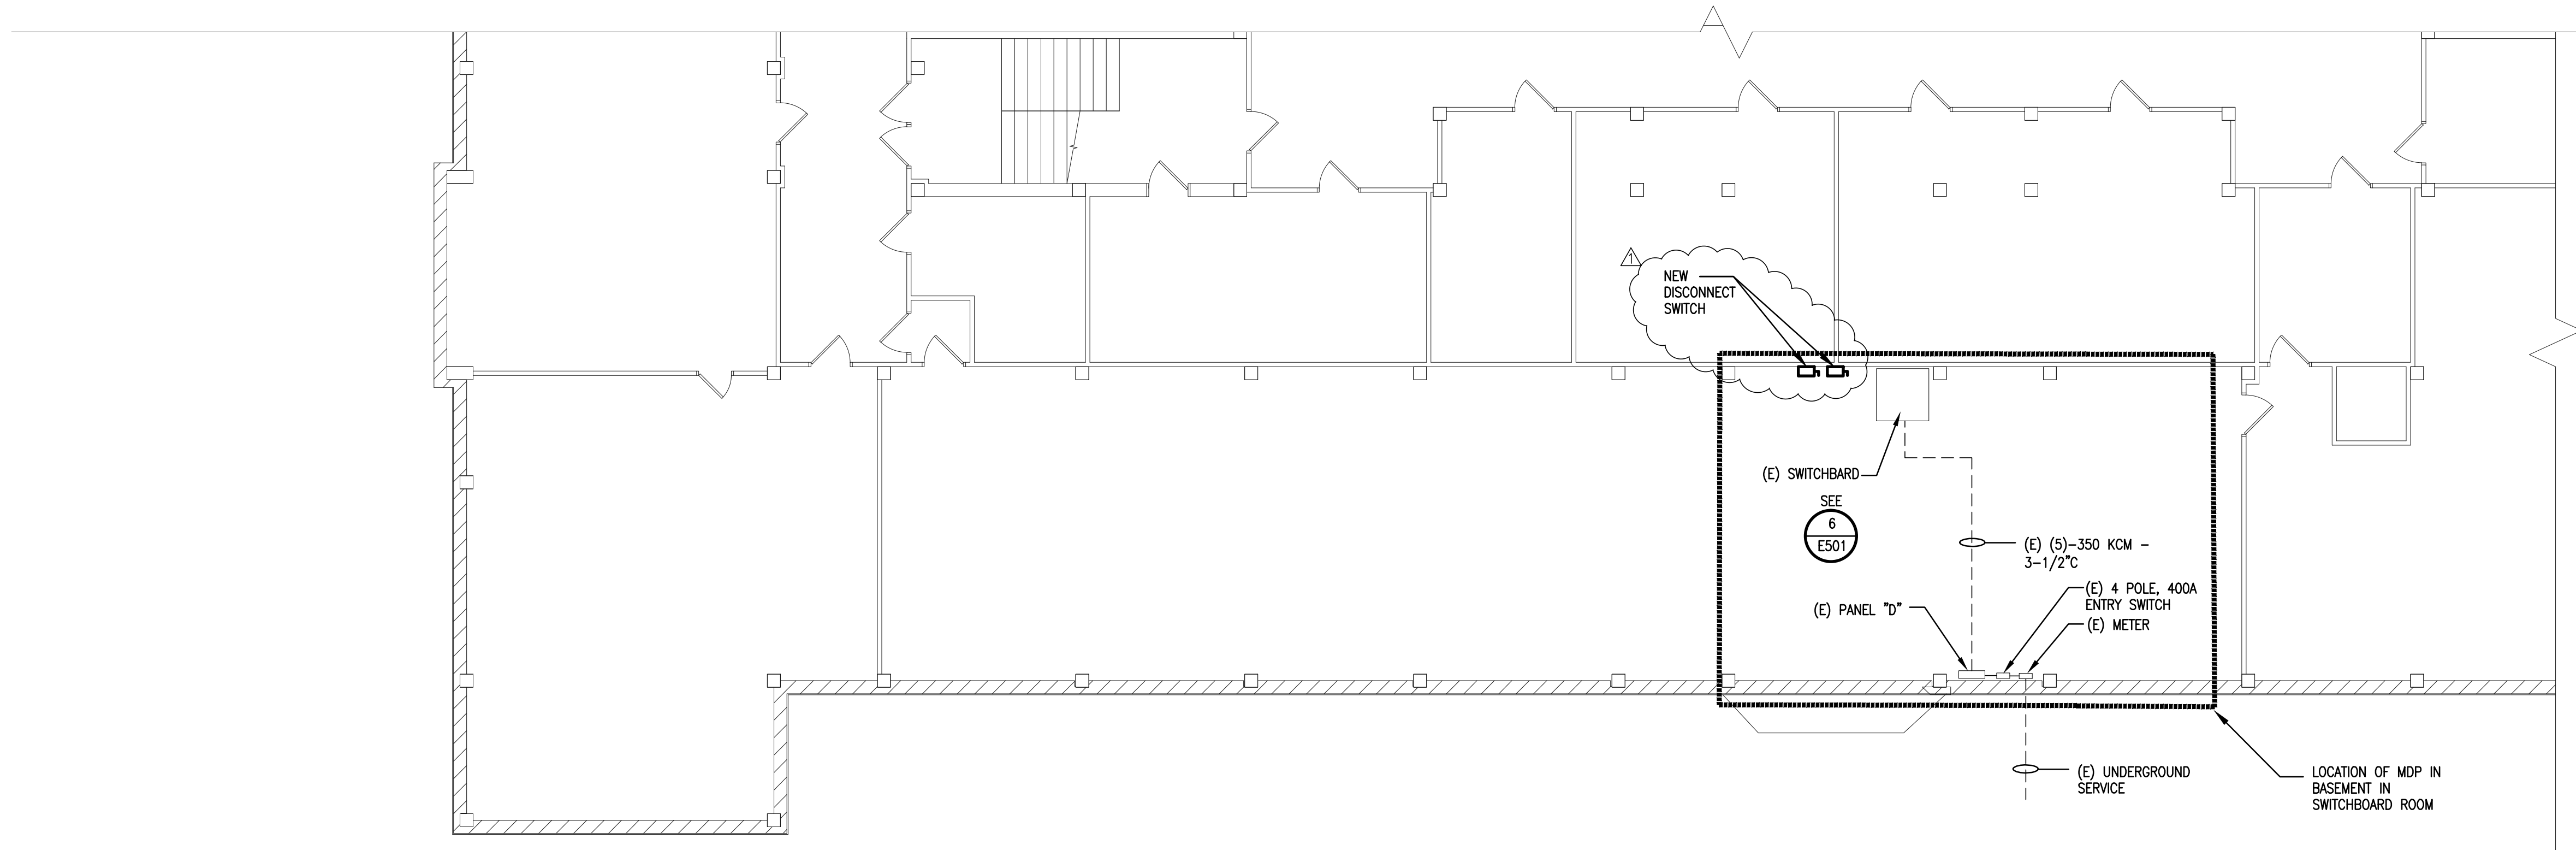 1
NEW
DISCONNECT
SWITCH
(E) SWITCHBARD
SEE
6
E501
(E) (5)-350 KCM -
3-1/2"C
(E) 4 POLE, 400A
ENTRY SWITCH
(E) PANEL "D"
(E) METER
(E) UNDERGROUND
SERVICE
LOCATION OF MDP IN
BASEMENT IN
SWITCHBOARD ROOM